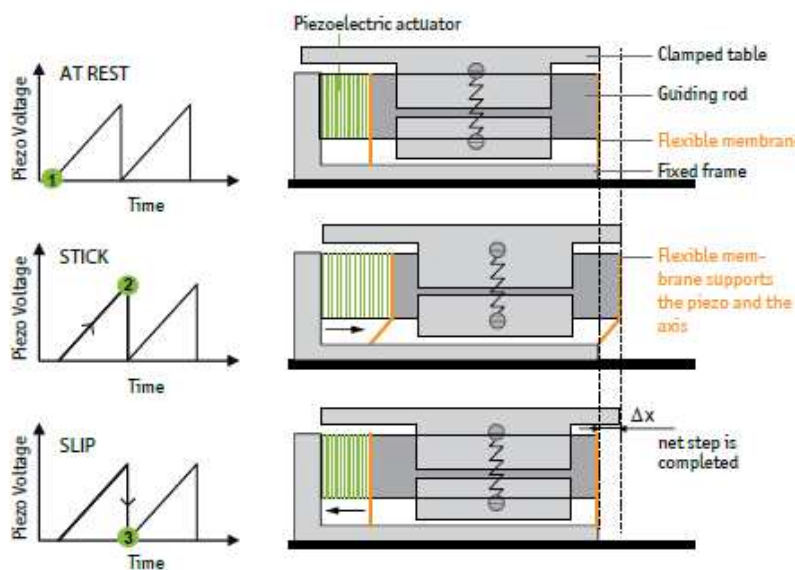 Piezoelectric actuator
AT REST
Piezo Voltage
1
Time
Clamped table
Guiding rod
Flexible membrane
Fixed frame
STICK
Piezo Voltage
2
Time
Flexible mem-
brane supports
the piezo and the
axis
SLIP
Piezo Voltage
3
Time
Δx
net step is
completed